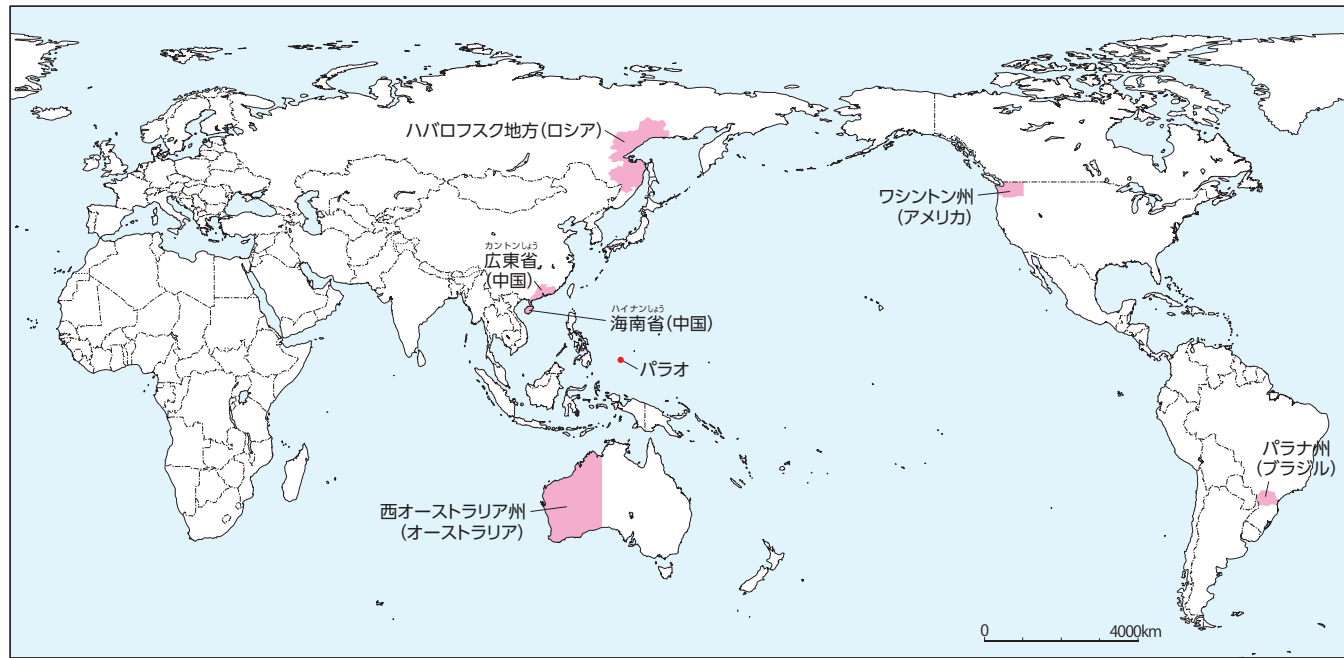 ハバロフスク地方(ロシア)
ワシントン州
(アメリカ)
カントンしょう
広東省
(中国)
ハイナンしょう
海南省(中国)
パラオ
パラナ州
(ブラジル)
西オーストラリア州
(オーストラリア)
0 4000km